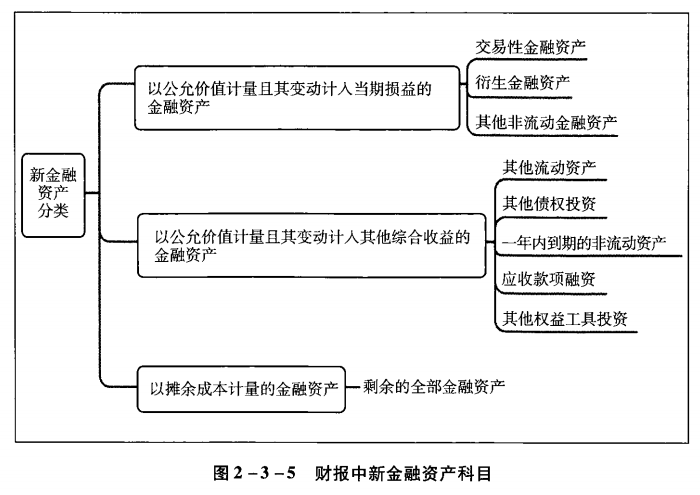 新金融
资产
分类
以公允价值计量且其变动计入当期损益的
金融资产
交易性金融资产
衍生金融资产
其他非流动金融资产
以公允价值计量且其变动计入其他综合收益的
金融资产
其他流动资产
其他债权投资
一年内到期的非流动资产
应收款项融资
其他权益工具投资
以摊余成本计量的金融资产
剩余的全部金融资产
图2-3-5 财报中新金融资产科目